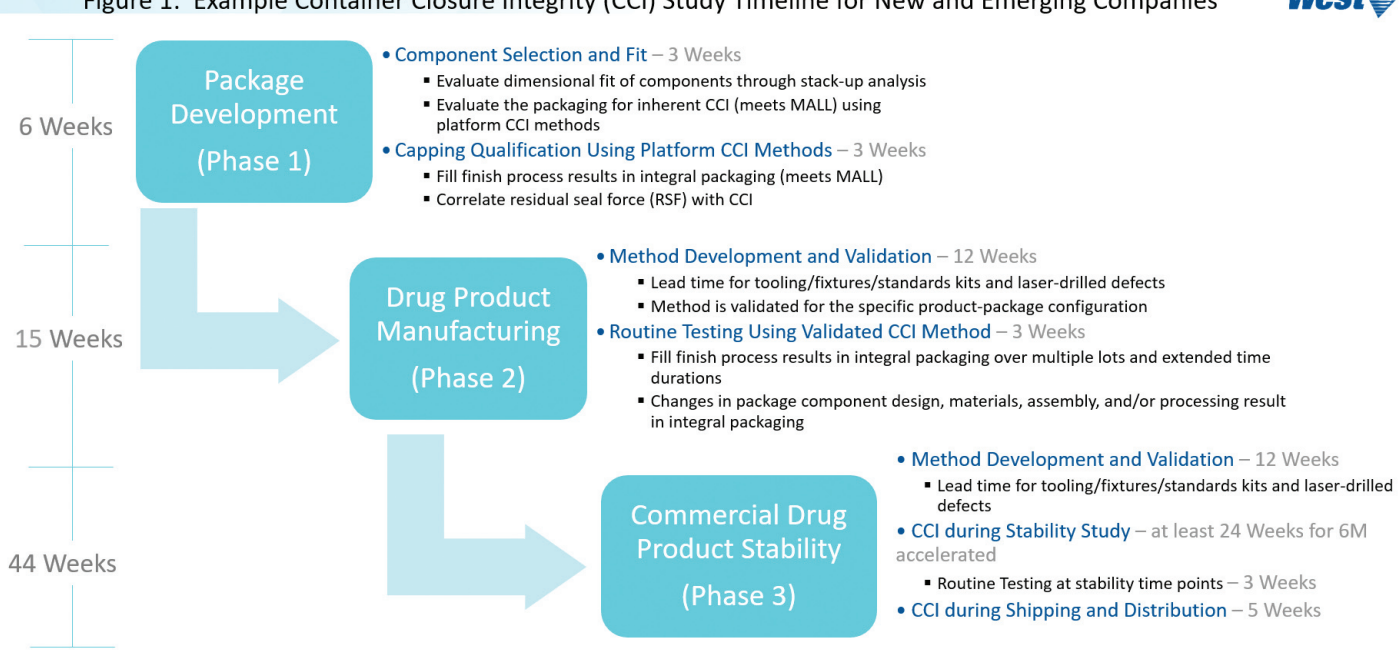 Figure 1: Example Container Closure Integrity (CCI) Study Timeline for New and Emerging Companies
West
6 Weeks
Package
Development
(Phase 1)
• Component Selection and Fit – 3 Weeks
▪ Evaluate dimensional fit of components through stack-up analysis
▪ Evaluate the packaging for inherent CCI (meets MALL) using
platform CCI methods
• Capping Qualification Using Platform CCI Methods – 3 Weeks
▪ Fill finish process results in integral packaging (meets MALL)
▪ Correlate residual seal force (RSF) with CCI
15 Weeks
Drug Product
Manufacturing
(Phase 2)
• Method Development and Validation – 12 Weeks
▪ Lead time for tooling/fixtures/standards kits and laser-drilled defects
▪ Method is validated for the specific product-package configuration
• Routine Testing Using Validated CCI Method – 3 Weeks
▪ Fill finish process results in integral packaging over multiple lots and extended time
durations
▪ Changes in package component design, materials, assembly, and/or processing result
in integral packaging
44 Weeks
Commercial Drug
Product Stability
(Phase 3)
• Method Development and Validation – 12 Weeks
▪ Lead time for tooling/fixtures/standards kits and laser-drilled
defects
• CCI during Stability Study – at least 24 Weeks for 6M
accelerated
▪ Routine Testing at stability time points – 3 Weeks
• CCI during Shipping and Distribution – 5 Weeks